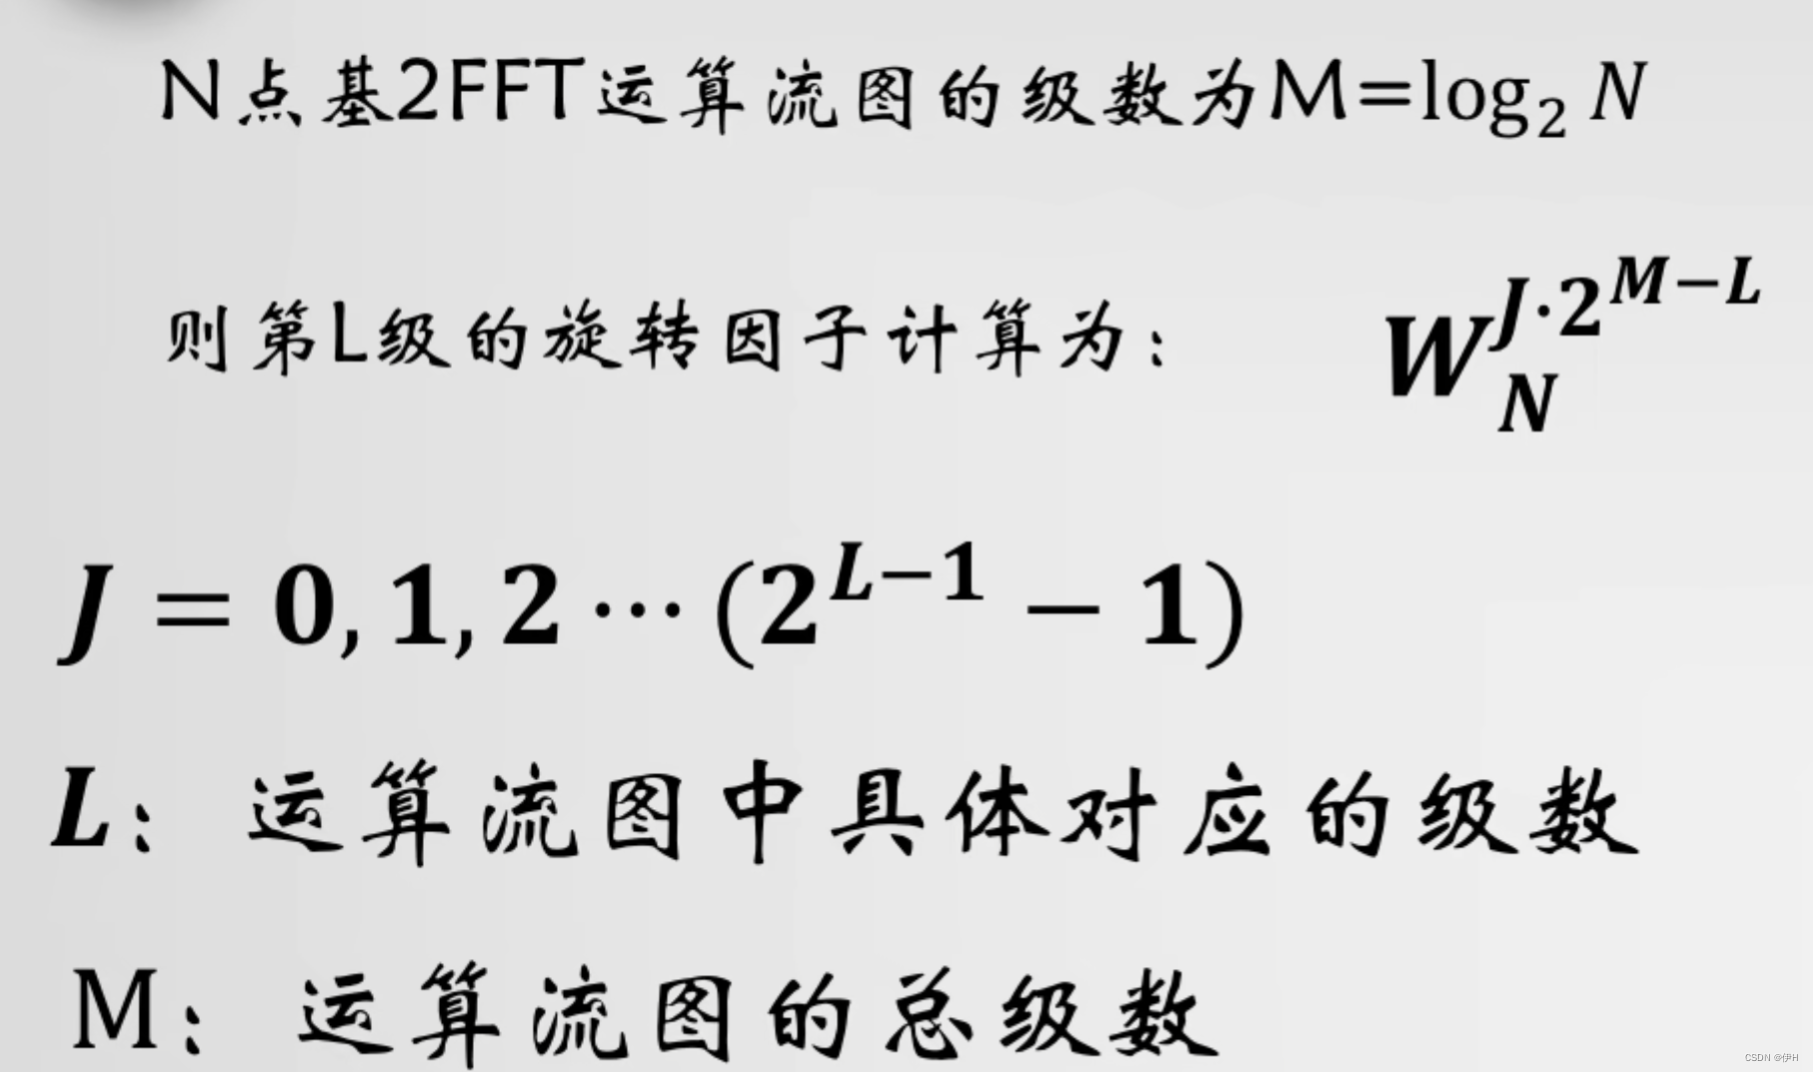 N点基2FFT运算流图的级数为M=log₂ N
则第L级的旋转因子计算为： W_N^{J·2^{M-L}}
J = 0, 1, 2 ⋯ (2^{L-1} − 1)
L： 运算流图中具体对应的级数
M： 运算流图的总级数
CSDN @伊H